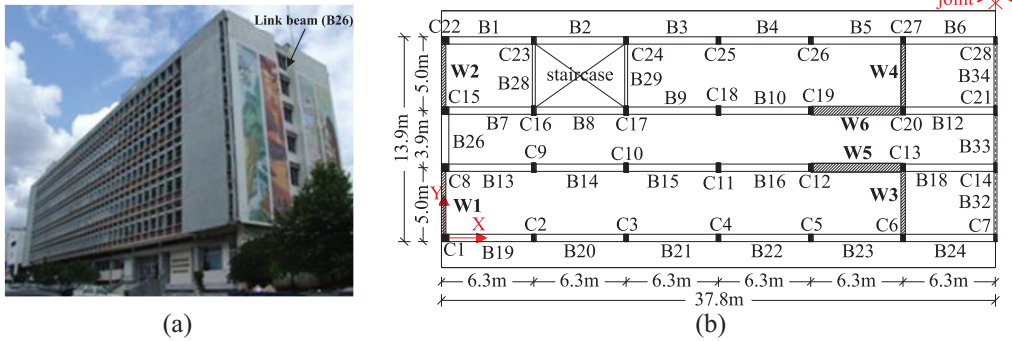 Link beam (B26)
(a)
joint
C22 B1 B2 B3 B4 B5 C27 B6
C23 C24 C25 C26 C28
W2 B28 staircase B29 W4 B34
C15 B9 C18 B10 C19 C21
B7 C16 B8 C17 W6 C20 B12
B26 C9 C10 W5 C13 B33
C8 B13 B14 B15 C11 B16 C12 B18 C14
Y W1 W3 B32
X C2 C3 C4 C5 C6 C7
C1 B19 B20 B21 B22 B23 B24
5.0m
3.9m
5.0m
13.9m
6.3m 6.3m 6.3m 6.3m 6.3m 6.3m
37.8m
(b)